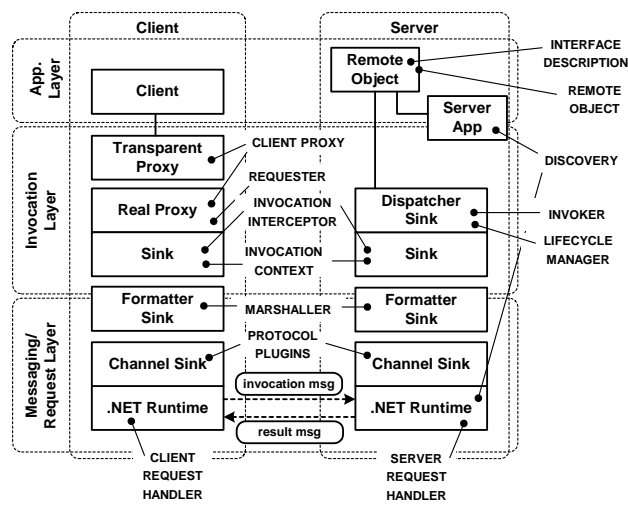 Client
Server
App.
Layer
Client
Remote
Object
Server
App
INTERFACE
DESCRIPTION
REMOTE
OBJECT
DISCOVERY
Invocation
Layer
Transparent
Proxy
CLIENT PROXY
REQUESTER
Real Proxy
INVOCATION
INTERCEPTOR
Dispatcher
Sink
INVOKER
LIFECYCLE
MANAGER
Sink
INVOCATION
CONTEXT
Sink
Messaging/
Request Layer
Formatter
Sink
MARSHALLER
Formatter
Sink
PROTOCOL
PLUGINS
Channel Sink
Channel Sink
invocation msg
.NET Runtime
.NET Runtime
result msg
CLIENT
REQUEST
HANDLER
SERVER
REQUEST
HANDLER